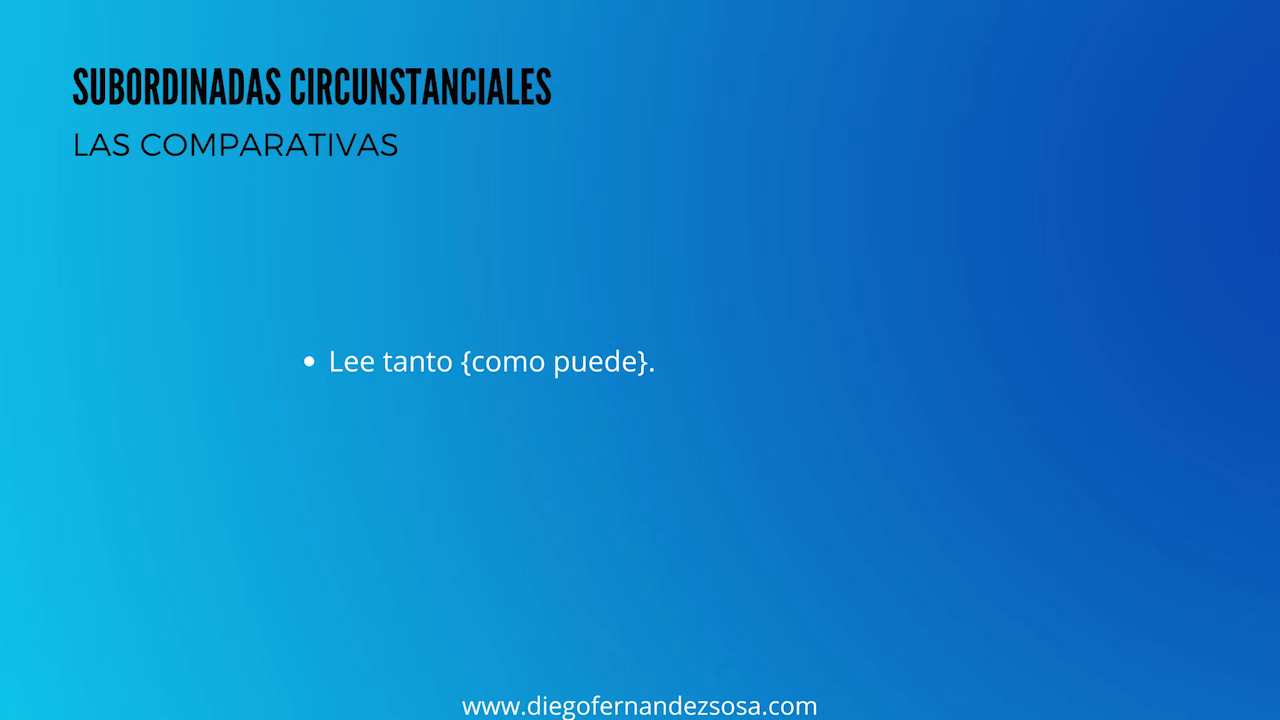 SUBORDINADAS CIRCUNSTANCIALES
LAS COMPARATIVAS
• Lee tanto {como puede}.
www.diegofernandezsosa.com